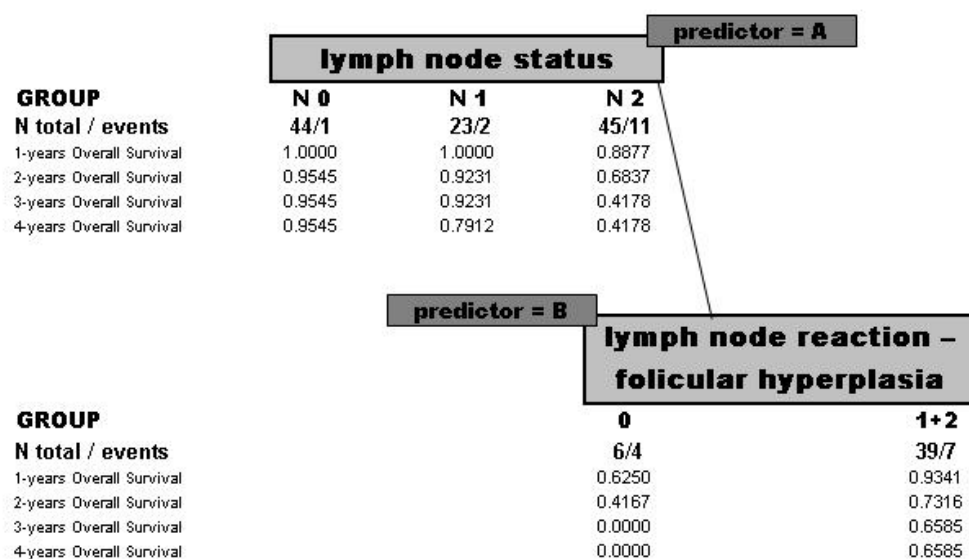 predictor = A
lymph node status
GROUP N 0 N 1 N 2
N total / events 44/1 23/2 45/11
1-years Overall Survival 1.0000 1.0000 0.8877
2-years Overall Survival 0.9545 0.9231 0.6837
3-years Overall Survival 0.9545 0.9231 0.4178
4-years Overall Survival 0.9545 0.7912 0.4178
predictor = B
lymph node reaction –
folicular hyperplasia
GROUP 0 1+2
N total / events 6/4 39/7
1-years Overall Survival 0.6250 0.9341
2-years Overall Survival 0.4167 0.7316
3-years Overall Survival 0.0000 0.6585
4-years Overall Survival 0.0000 0.6585